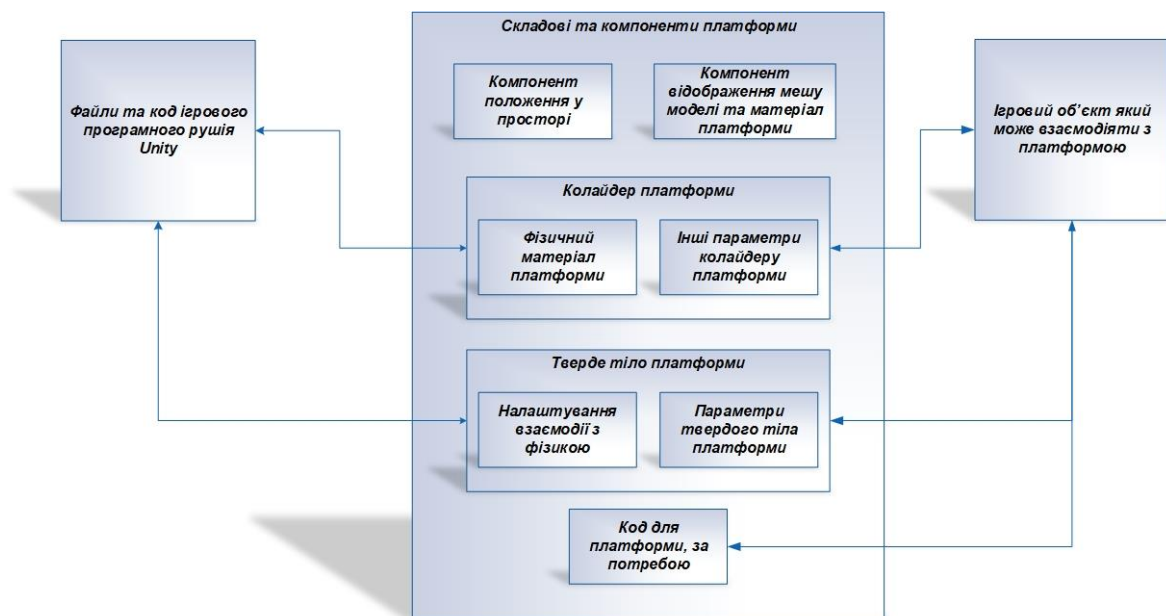 Складові та компоненти платформи
Файли та код ігрового
програмного рушія
Unity
Компонент
положення у
просторі
Компонент
відображення мешу
моделі та матеріал
платформи
Ігровий об’єкт який
може взаємодіяти з
платформою
Колайдер платформи
Фізичний
матеріал
платформи
Інші параметри
колайдеру
платформи
Тверде тіло платформи
Налаштування
взаємодії з
фізикою
Параметри
твердого тіла
платформи
Код для
платформи, за
потребою